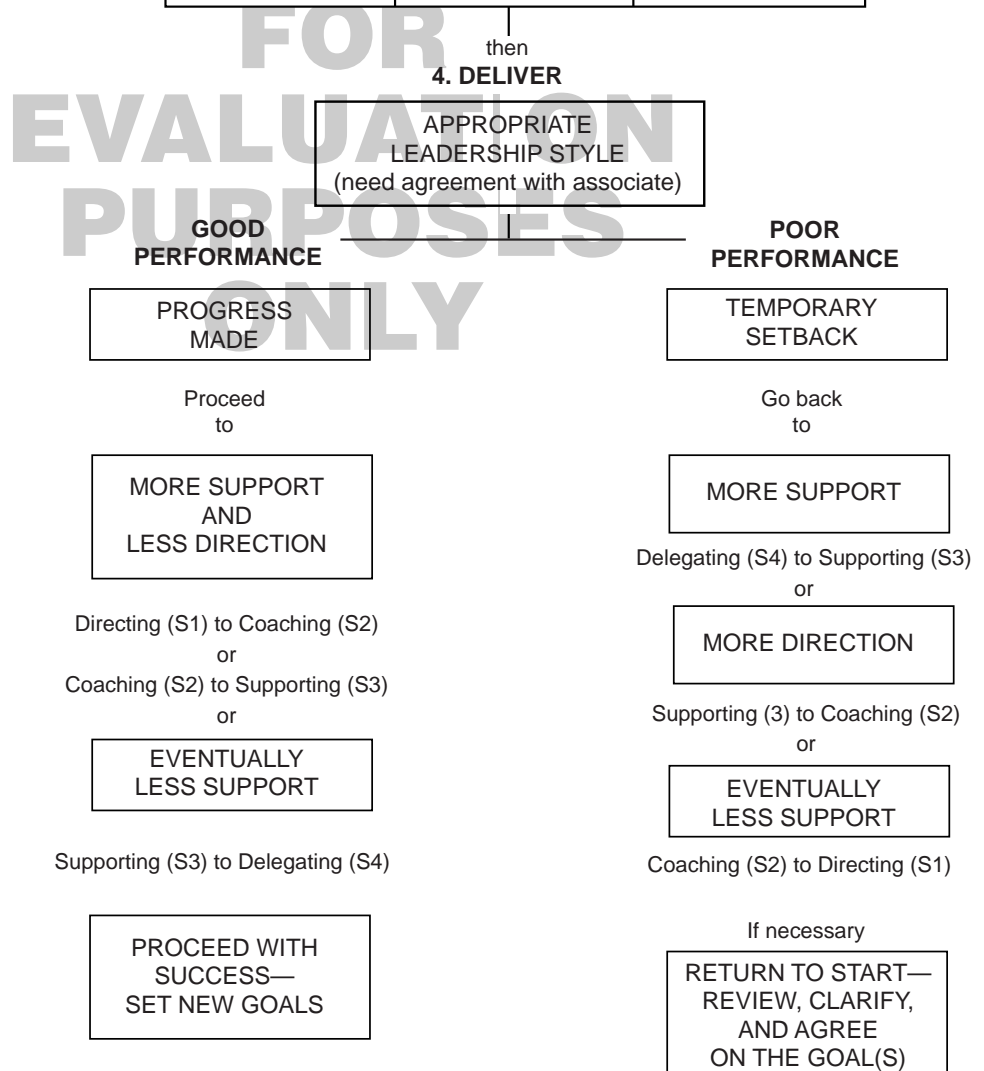 FOR
EVALUATION
PURPOSES
ONLY
then
4. DELIVER
APPROPRIATE
LEADERSHIP STYLE
(need agreement with associate)
GOOD
PERFORMANCE
PROGRESS
MADE
Proceed
to
MORE SUPPORT
AND
LESS DIRECTION
Directing (S1) to Coaching (S2)
or
Coaching (S2) to Supporting (S3)
or
EVENTUALLY
LESS SUPPORT
Supporting (S3) to Delegating (S4)
PROCEED WITH
SUCCESS—
SET NEW GOALS
POOR
PERFORMANCE
TEMPORARY
SETBACK
Go back
to
MORE SUPPORT
Delegating (S4) to Supporting (S3)
or
MORE DIRECTION
Supporting (3) to Coaching (S2)
or
EVENTUALLY
LESS SUPPORT
Coaching (S2) to Directing (S1)
If necessary
RETURN TO START—
REVIEW, CLARIFY,
AND AGREE
ON THE GOAL(S)